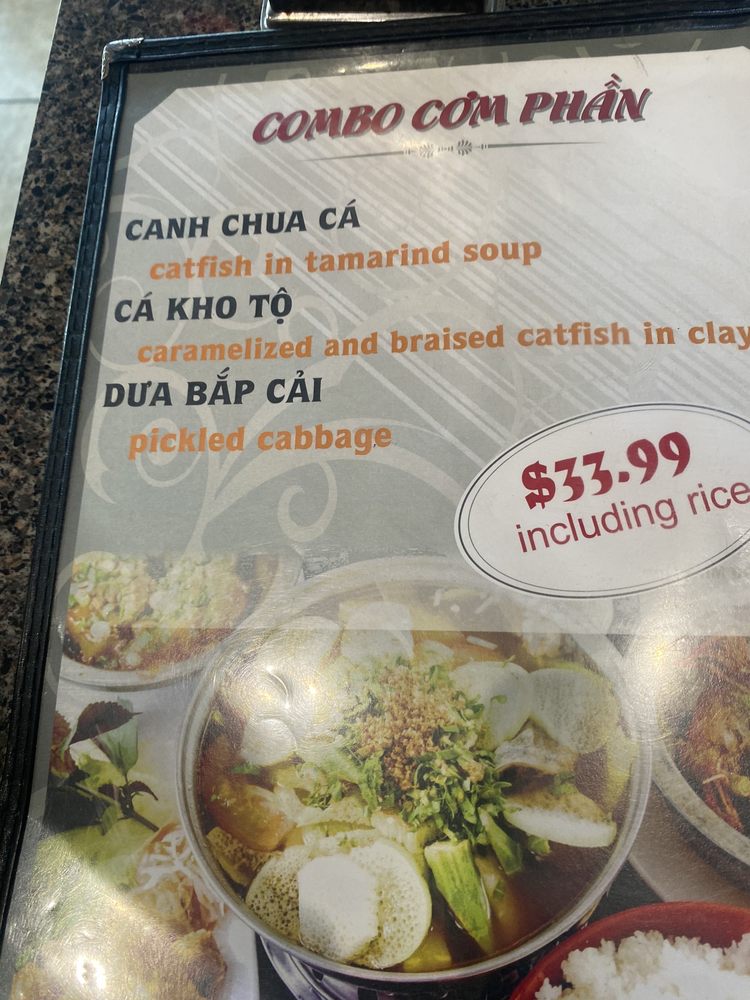 COMBO CƠM PHẦN
CANH CHUA CÁ
catfish in tamarind soup
CÁ KHO TỘ
caramelized and braised catfish in clay
DƯA BẮP CẢI
pickled cabbage
$33.99
including rice